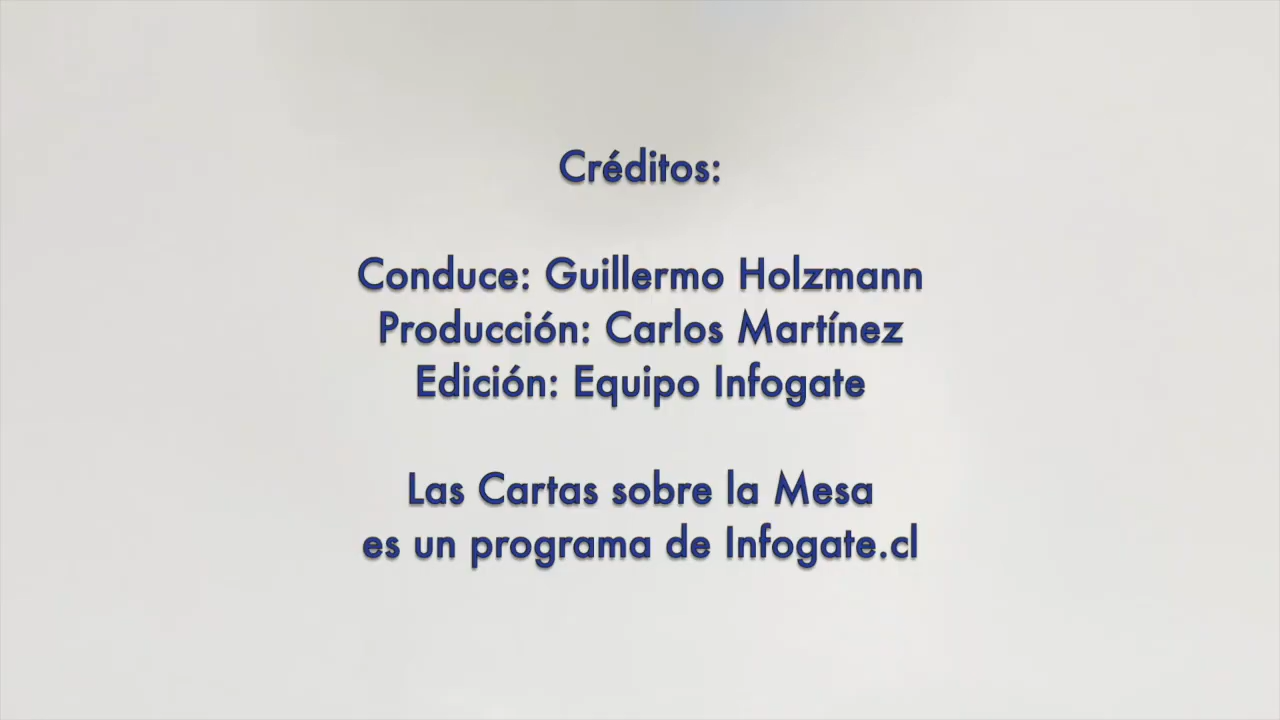 Créditos:
Conduce: Guillermo Holzmann
Producción: Carlos Martínez
Edición: Equipo Infogate
Las Cartas sobre la Mesa
es un programa de Infogate.cl